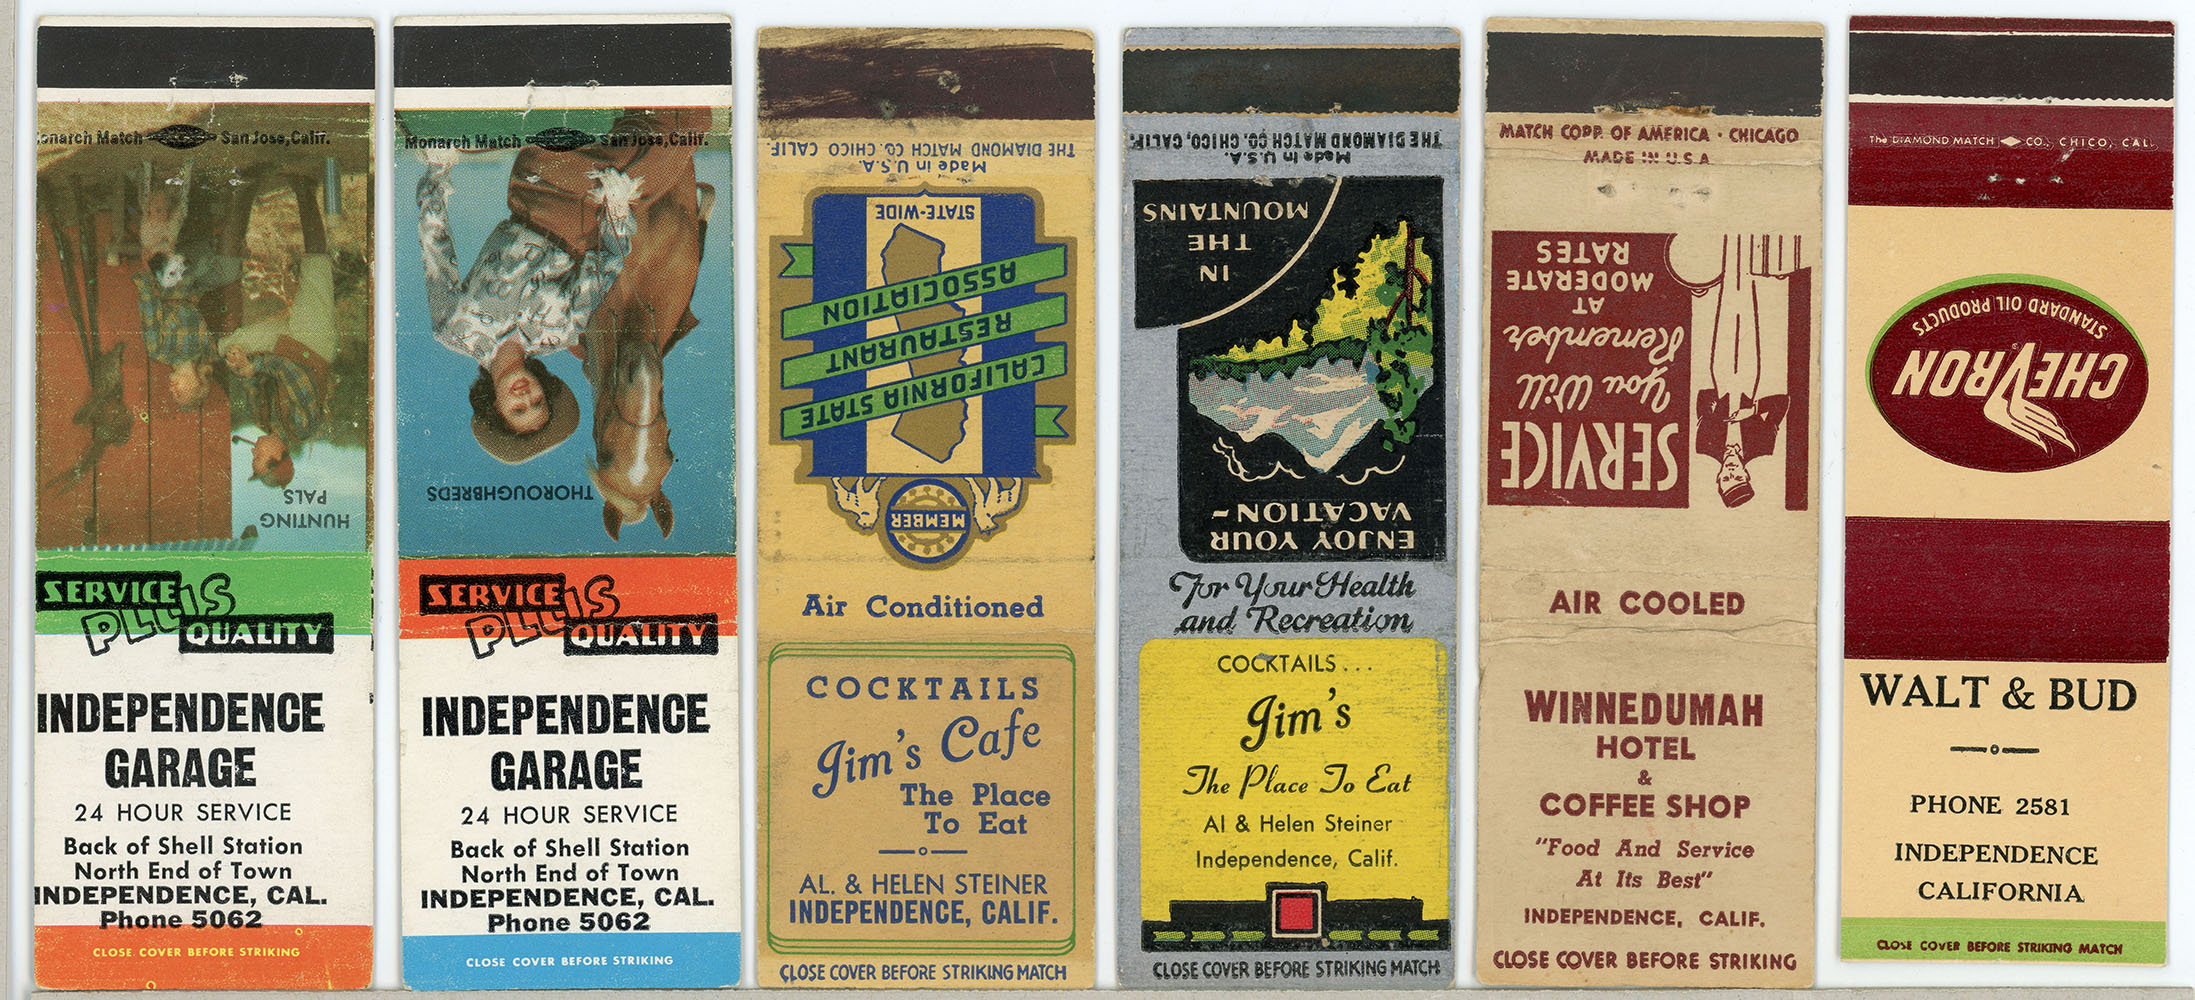 onarch Match San Jose, Calif.
HUNTING
PALS
SERVICE
PLUS
QUALITY
INDEPENDENCE
GARAGE
24 HOUR SERVICE
Back of Shell Station
North End of Town
INDEPENDENCE, CAL.
Phone 5062
CLOSE COVER BEFORE STRIKING
Monarch Match San Jose, Calif.
THOROUGHBREDS
SERVICE
PLUS
QUALITY
INDEPENDENCE
GARAGE
24 HOUR SERVICE
Back of Shell Station
North End of Town
INDEPENDENCE, CAL.
Phone 5062
CLOSE COVER BEFORE STRIKING
MEMBER
CALIFORNIA STATE
RESTAURANT
ASSOCIATION
STATE-WIDE
Made in U.S.A.
THE DIAMOND MATCH CO. CHICO CALIF.
Air Conditioned
COCKTAILS
Jim's Cafe
The Place
To Eat
AL. & HELEN STEINER
INDEPENDENCE, CALIF.
CLOSE COVER BEFORE STRIKING MATCH
ENJOY YOUR
VACATION-
IN
THE
MOUNTAINS
Made in U.S.A.
THE DIAMOND MATCH CO., CHICO, CALIF.
For Your Health
and Recreation
COCKTAILS...
Jim's
The Place To Eat
Al & Helen Steiner
Independence, Calif.
CLOSE COVER BEFORE STRIKING MATCH
MATCH CORP. OF AMERICA · CHICAGO
MADE IN U.S.A
SERVICE
You Will
Remember
AT
MODERATE
RATES
AIR COOLED
WINNEDUMAH
HOTEL
&
COFFEE SHOP
"Food And Service
At Its Best"
INDEPENDENCE, CALIF.
CLOSE COVER BEFORE STRIKING
The DIAMOND MATCH CO., CHICO, CAL.
CHEVRON
STANDARD OIL PRODUCTS
WALT & BUD
PHONE 2581
INDEPENDENCE
CALIFORNIA
CLOSE COVER BEFORE STRIKING MATCH